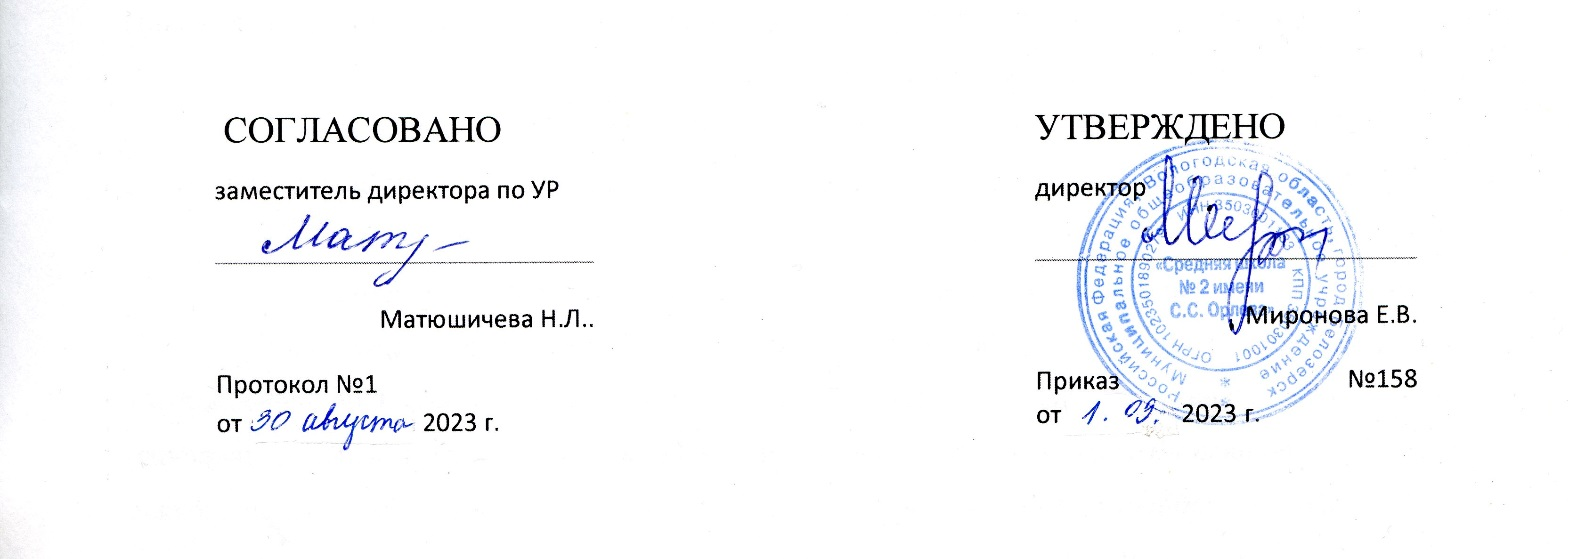 СОГЛАСОВАНО
заместитель директора по УР
Матюшичева Н.Л..
Протокол №1
от 30 августа 2023 г.
УТВЕРЖДЕНО
директор
Миронова Е.В.
Приказ №158
от 1. 09. 2023 г.
Российская Федерация, Вологодская область, город Белозерск
Муниципальное общеобразовательное учреждение
«Средняя школа
№ 2 имени
С.С. Орлова»